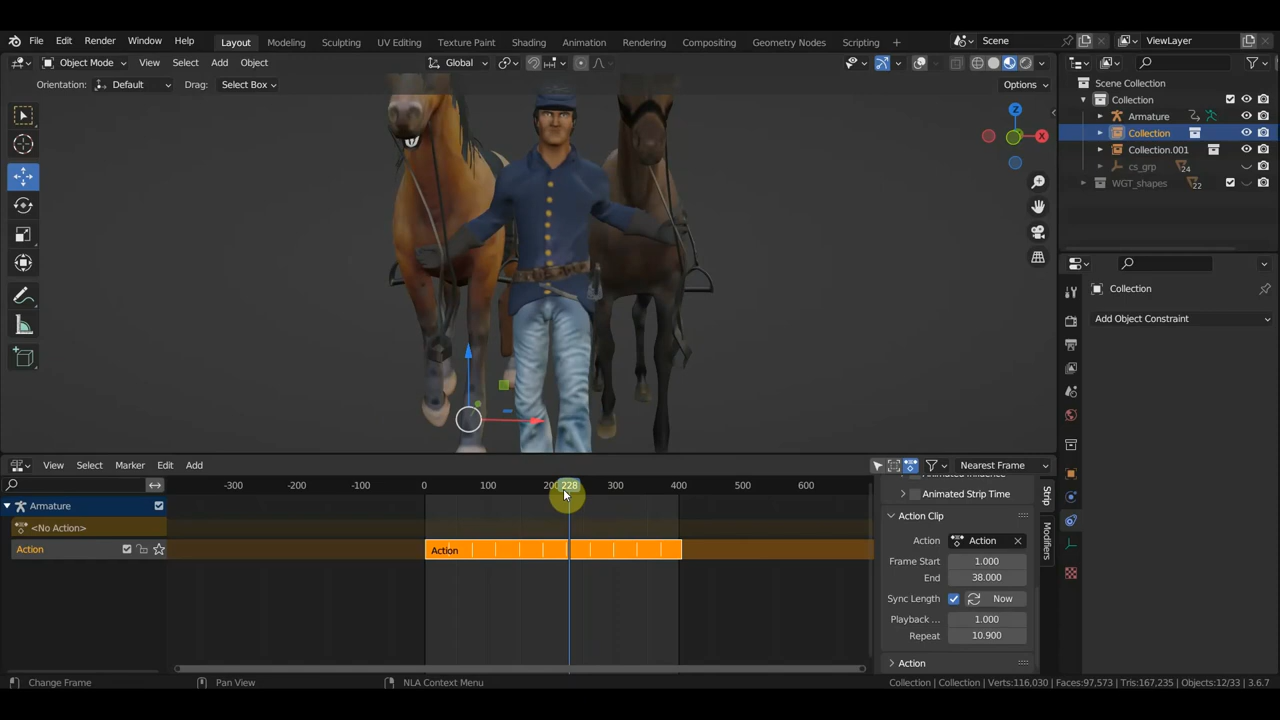 File Edit Render Window Help Layout Modeling Sculpting UV Editing Texture Paint Shading Animation Rendering Compositing Geometry Nodes Scripting + Scene ViewLayer
Object Mode View Select Add Object Global Options
Orientation: Default Drag: Select Box
Z
X
Scene Collection
Collection
Armature
Collection
Collection.001
cs_grp 24
WGT_shapes 22
Collection
Add Object Constraint
View Select Marker Edit Add Nearest Frame
-300 -200 -100 0 100 200 228 300 400 500 600
Armature
<No Action>
Action
Action
Animated Influence
Animated Strip Time
Action Clip
Action Action
Frame Start 1.000
End 38.000
Sync Length Now
Playback ... 1.000
Repeat 10.900
Action
Strip
Modifiers
Change Frame Pan View NLA Context Menu Collection | Collection | Verts:116,030 | Faces:97,573 | Tris:167,235 | Objects:12/33 | 3.6.7